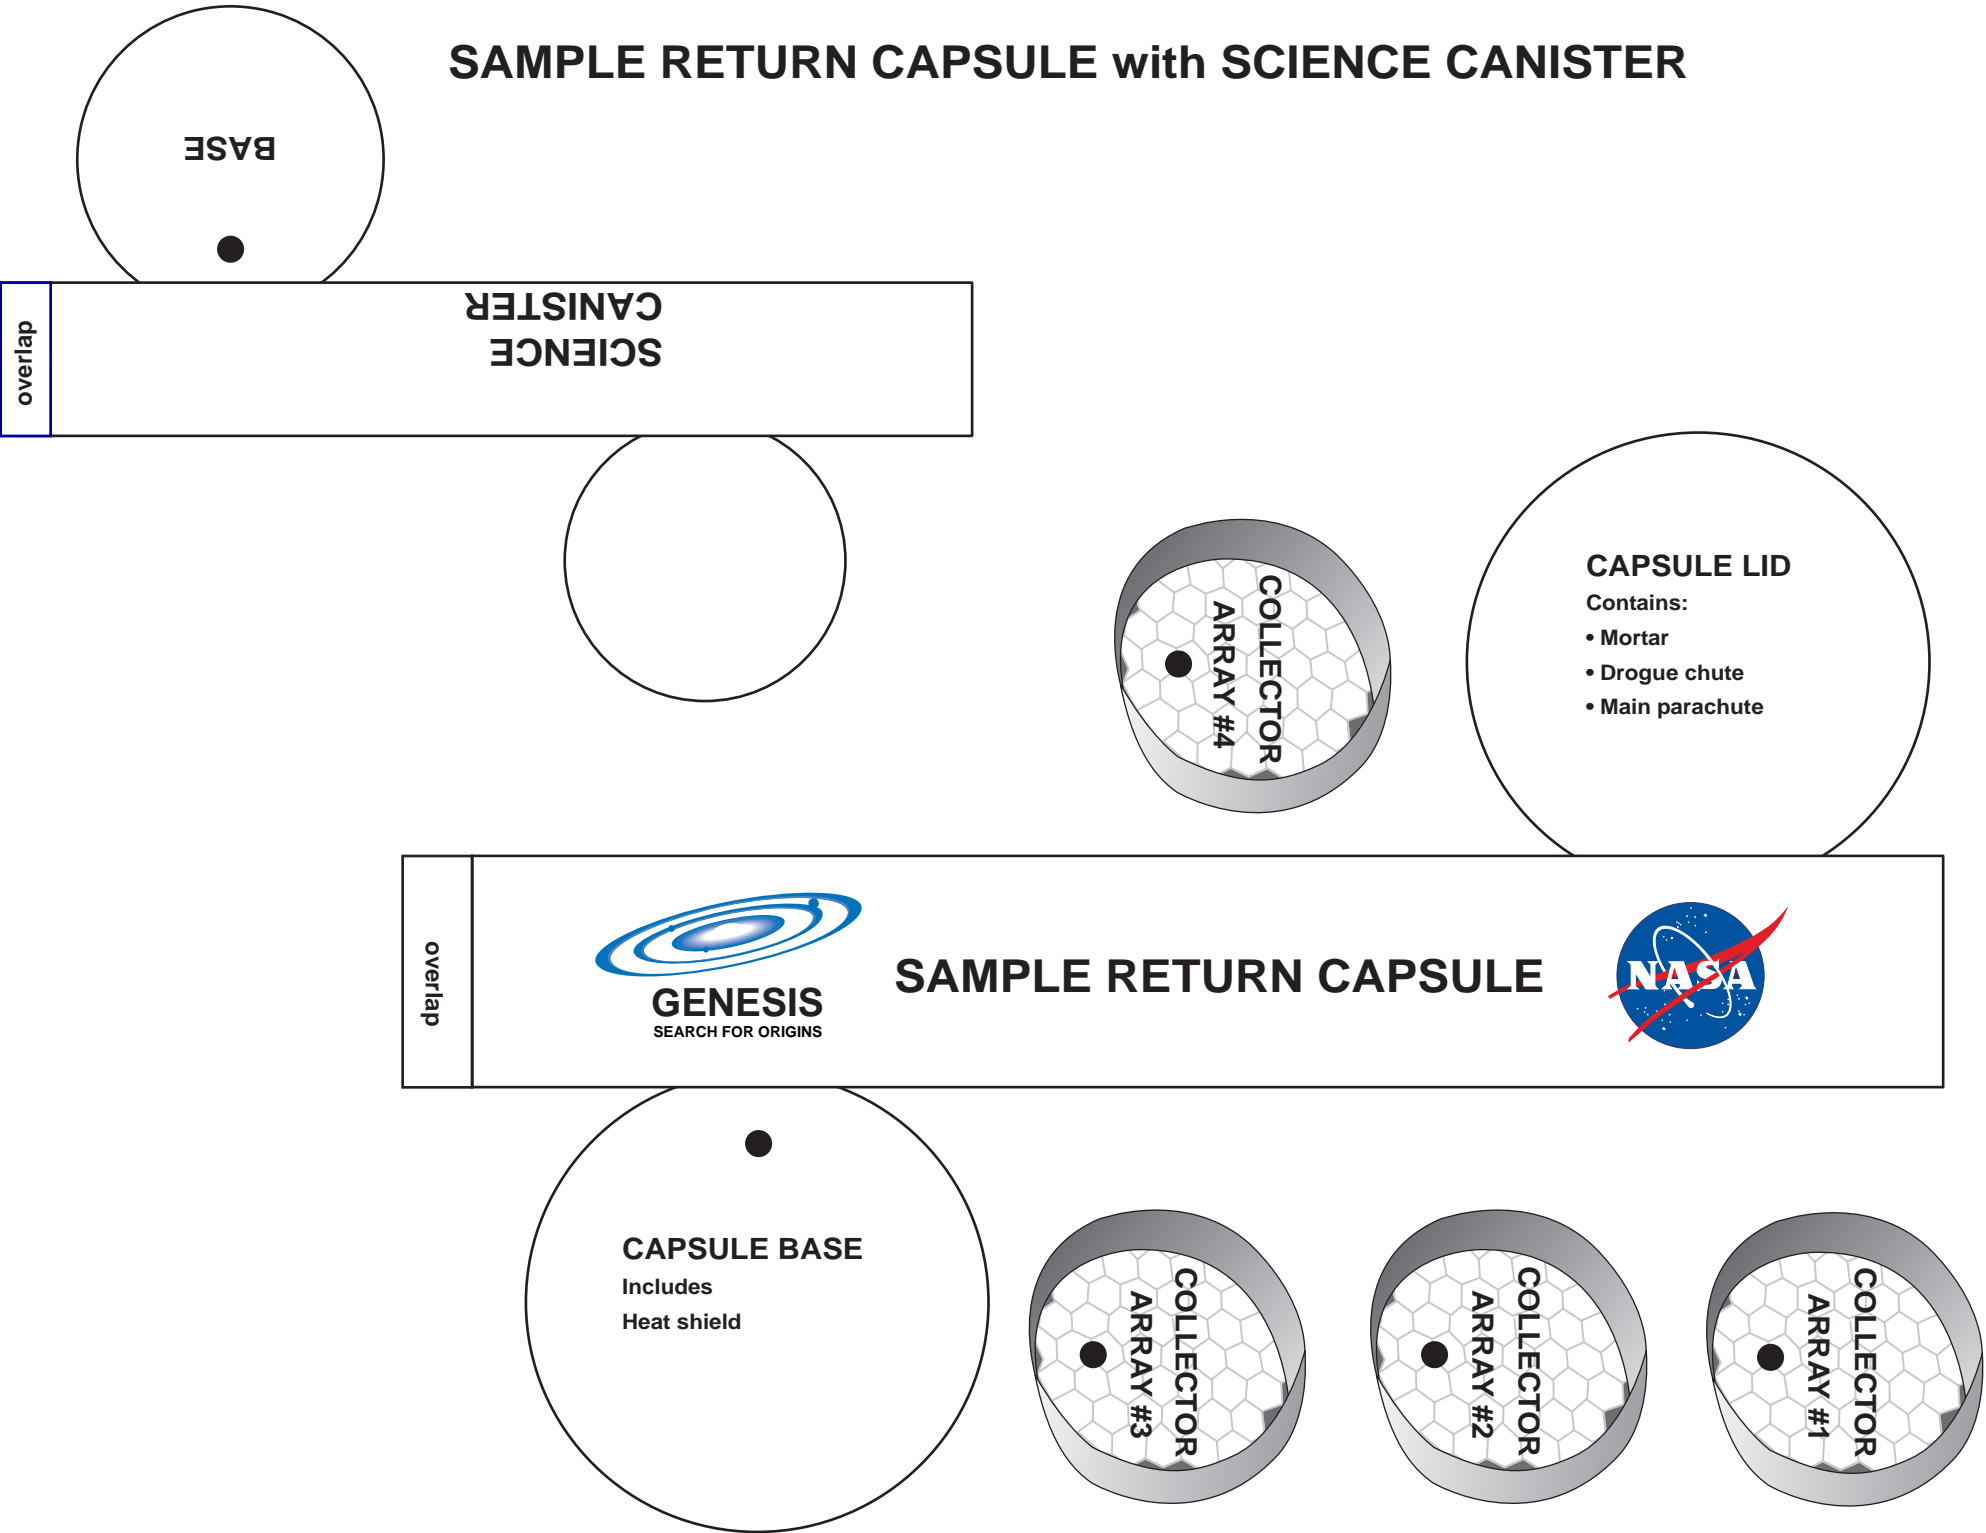 SAMPLE RETURN CAPSULE with SCIENCE CANISTER
BASE
overlap
SCIENCE
CANISTER
COLLECTOR
ARRAY #4
CAPSULE LID
Contains:
• Mortar
• Drogue chute
• Main parachute
overlap
GENESIS
SEARCH FOR ORIGINS
SAMPLE RETURN CAPSULE
NASA
CAPSULE BASE
Includes
Heat shield
COLLECTOR
ARRAY #3
COLLECTOR
ARRAY #2
COLLECTOR
ARRAY #1